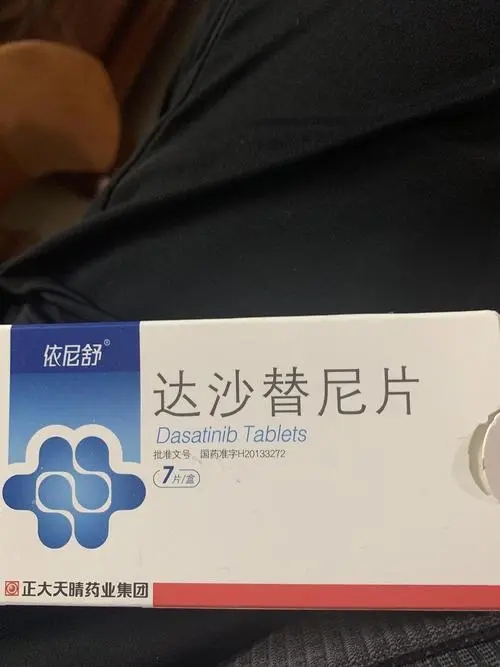 依尼舒®
达沙替尼片
Dasatinib Tablets
批准文号 国药准字H20133272
7片/盒
正大天晴药业集团